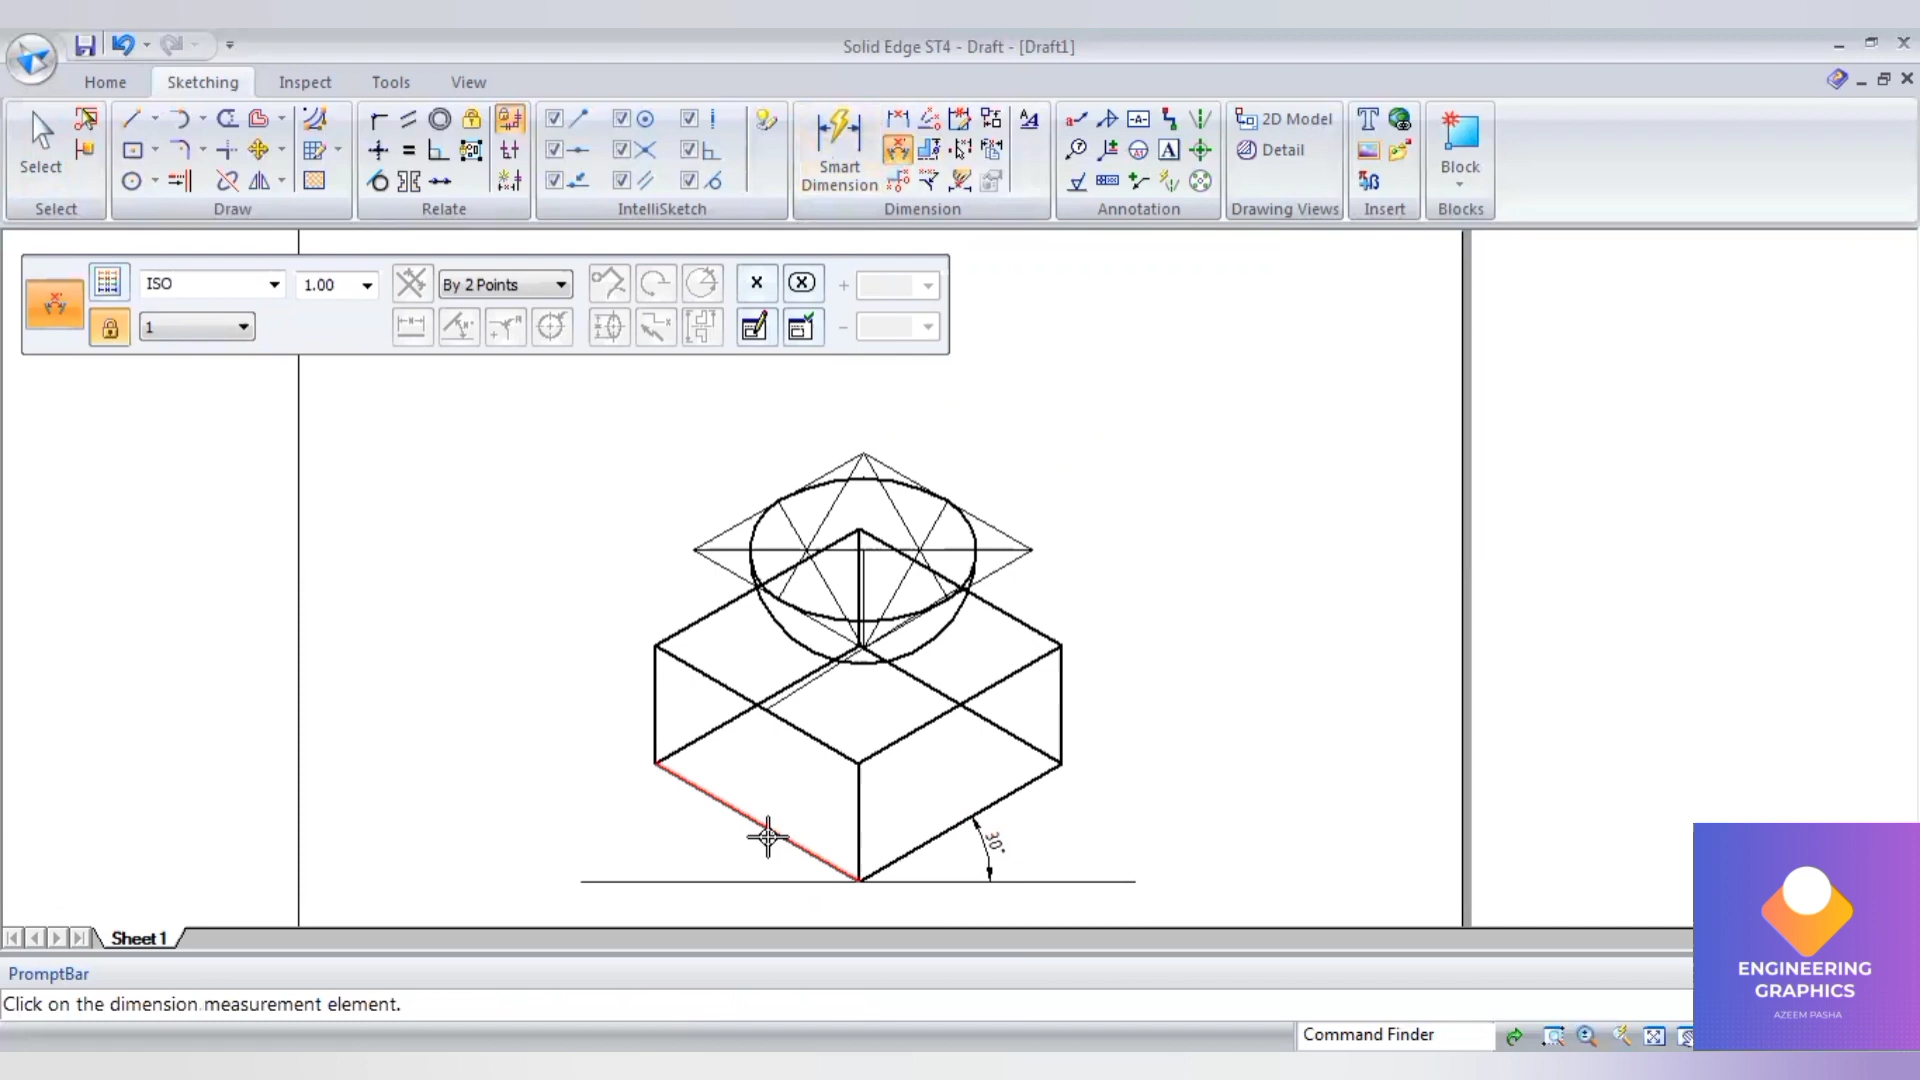 Solid Edge ST4 - Draft - [Draft1]
Home Sketching Inspect Tools View
Select
Smart Dimension
2D Model
Detail
Block
Select Draw Relate IntelliSketch Dimension Annotation Drawing Views Insert Blocks
ISO 1.00 By 2 Points
1
30°
Sheet1
PromptBar
Click on the dimension measurement element.
Command Finder
ENGINEERING
GRAPHICS
AZEEM PASHA